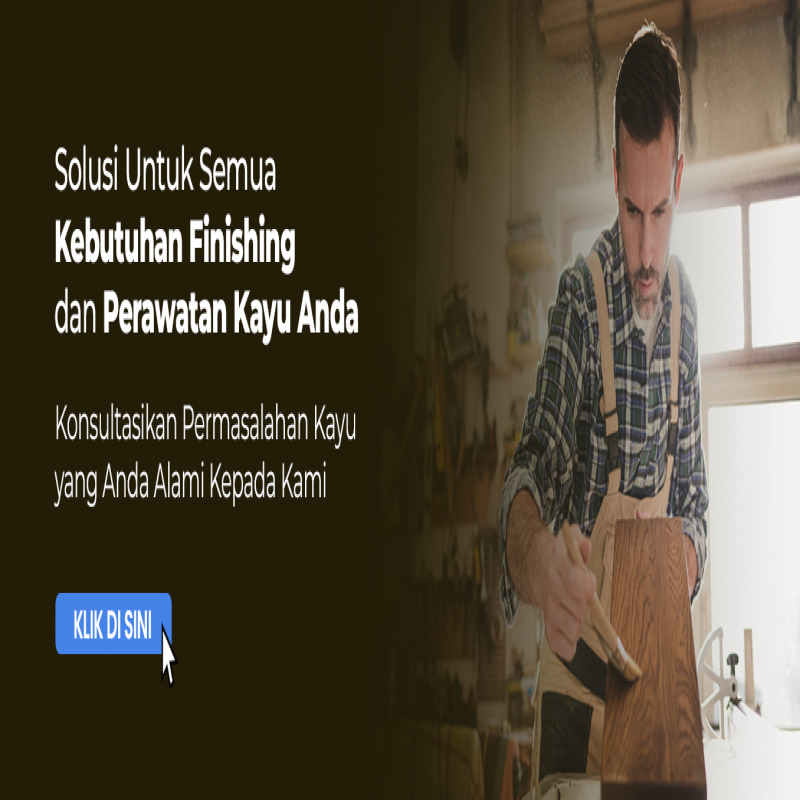 Solusi Untuk Semua
Kebutuhan Finishing
dan Perawatan Kayu Anda
Konsultasikan Permasalahan Kayu
yang Anda Alami Kepada Kami
KLIK DI SINI